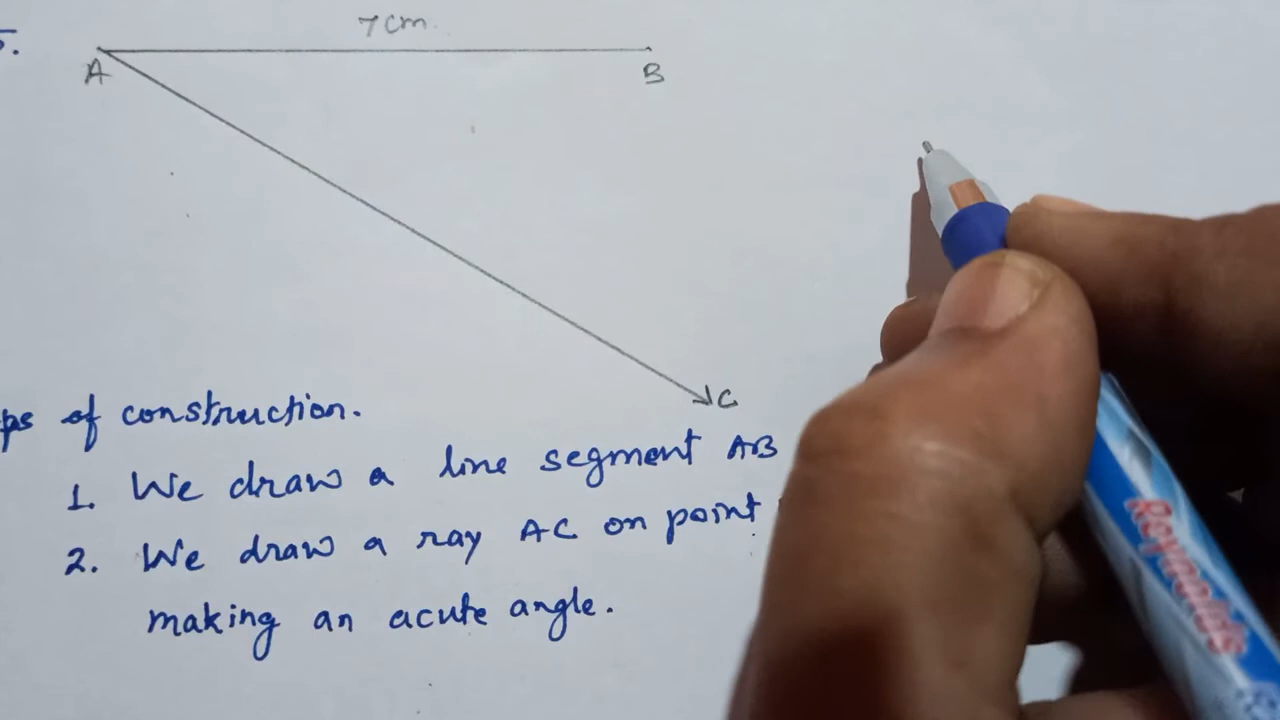 5.
7cm.
A
B
C
ps of construction.
1. We draw a line segment AB
2. We draw a ray AC on point
making an acute angle.
Reynolds